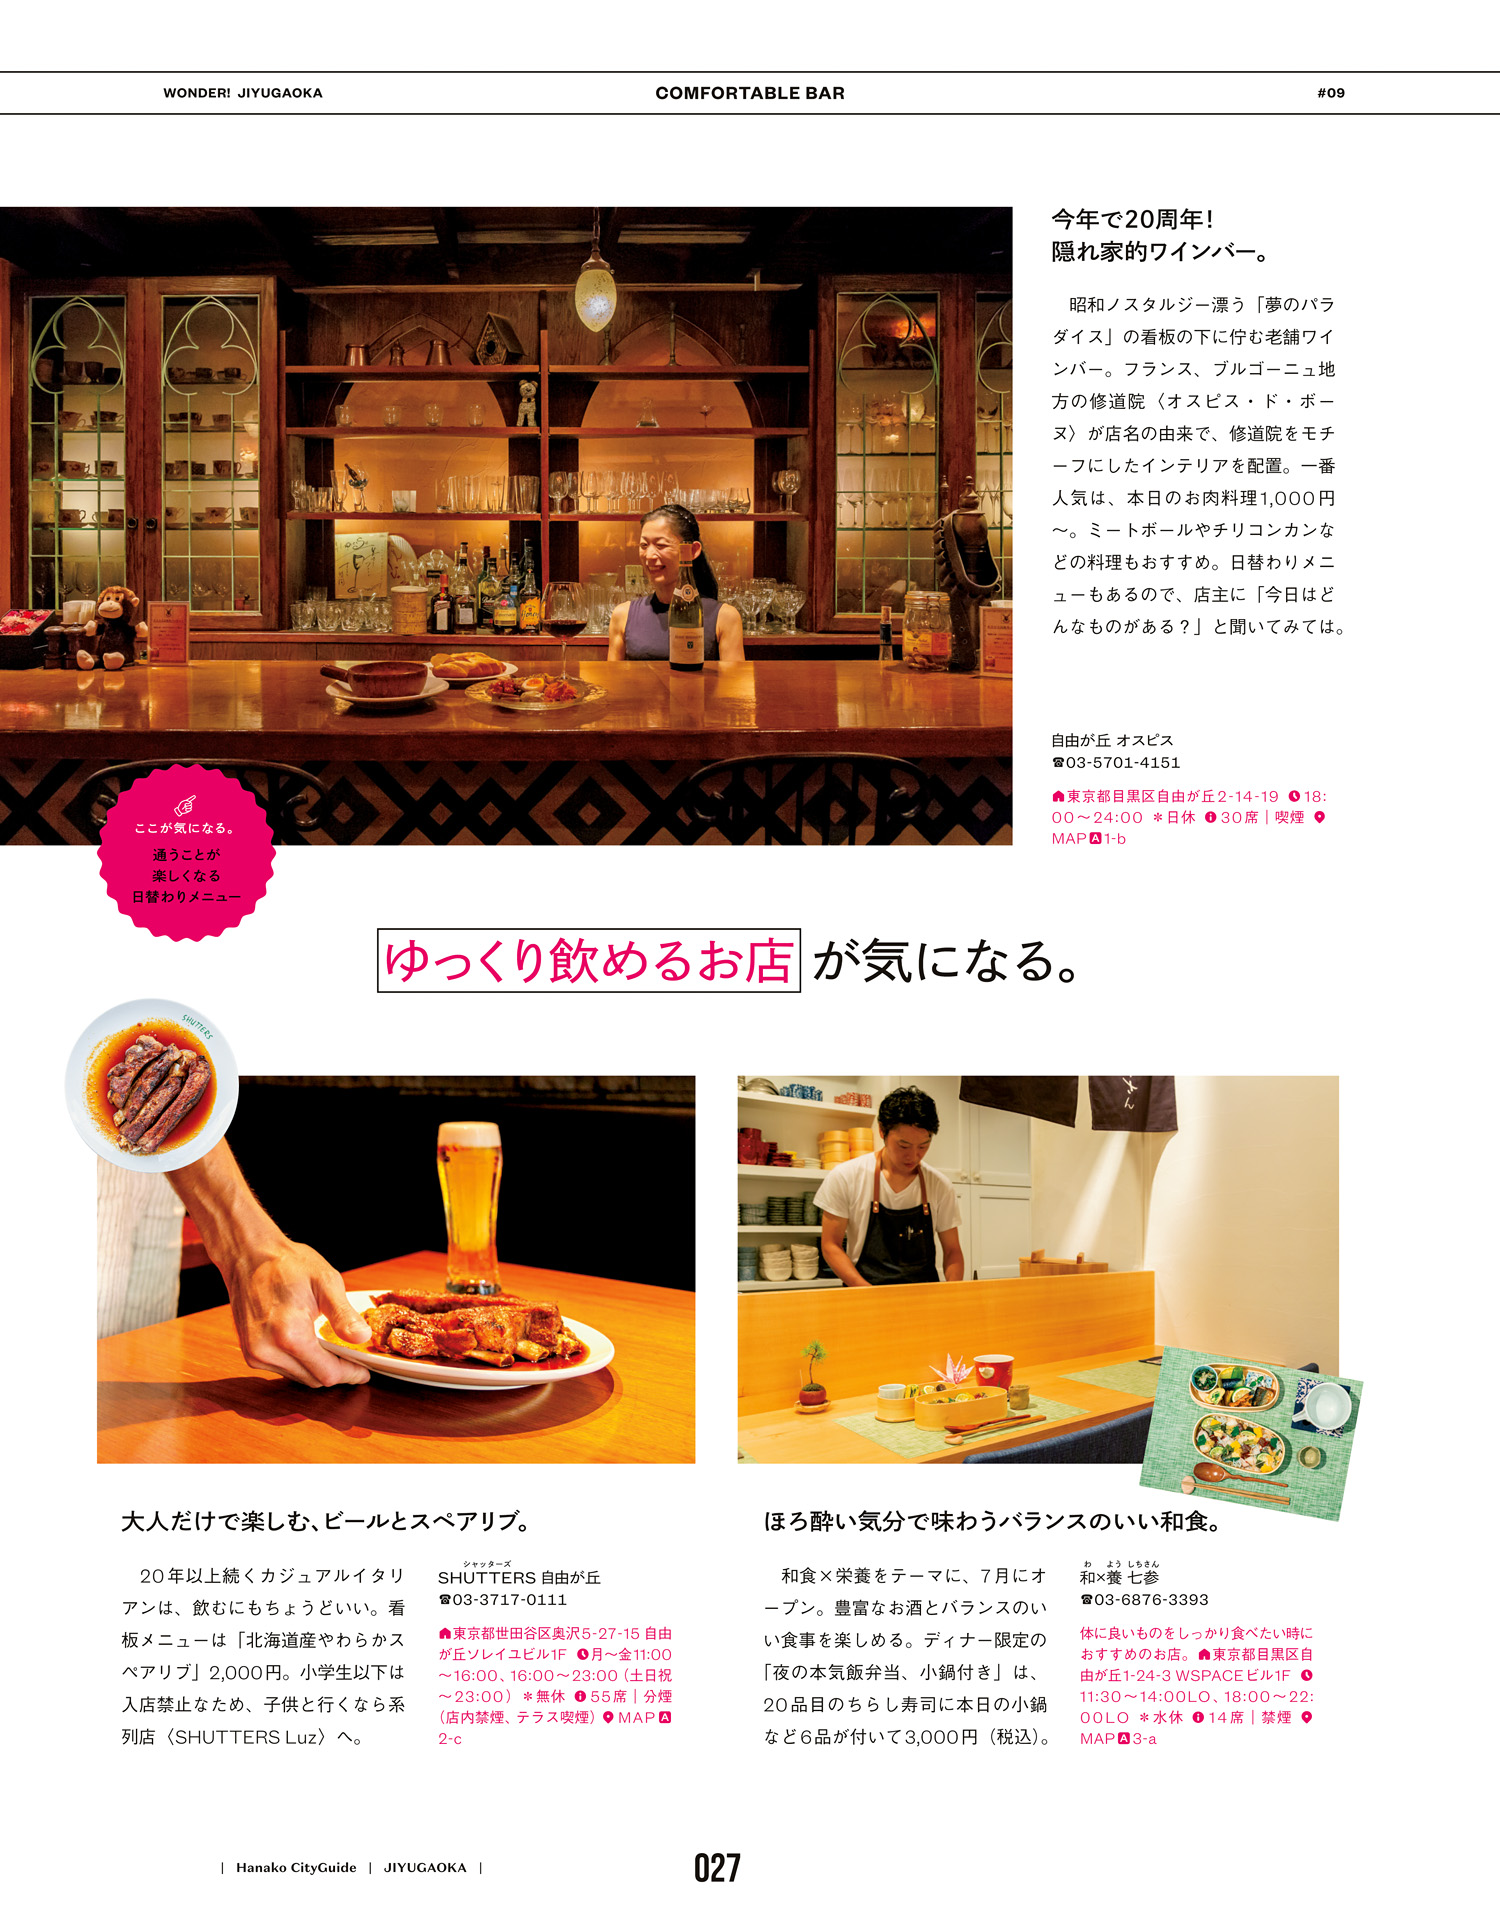 WONDER! JIYUGAOKA
COMFORTABLE BAR
#09
今年で20周年！
隠れ家的ワインバー。
昭和ノスタルジー漂う「夢のパラ
ダイス」の看板の下に佇む老舗ワイ
ンバー。フランス、ブルゴーニュ地
方の修道院〈オスピス・ド・ボー
ヌ〉が店名の由来で、修道院をモチ
ーフにしたインテリアを配置。一番
人気は、本日のお肉料理1,000円
〜。ミートボールやチリコンカンな
どの料理もおすすめ。日替わりメニ
ューもあるので、店主に「今日はど
んなものがある？」と聞いてみては。
自由が丘 オスピス
☎03-5701-4151
東京都目黒区自由が丘2-14-19 18:
00〜24:00 ＊日休 30席｜喫煙
MAP A 1-b
ここが気になる。
通うことが
楽しくなる
日替わりメニュー
ゆっくり飲めるお店 が気になる。
SHUTTERS
さん
大人だけで楽しむ、ビールとスペアリブ。
20年以上続くカジュアルイタリ
アンは、飲むにもちょうどいい。看
板メニューは「北海道産やわらかス
ペアリブ」2,000円。小学生以下は
入店禁止なため、子供と行くなら系
列店〈SHUTTERS Luz〉へ。
シャッターズ
SHUTTERS 自由が丘
☎03-3717-0111
東京都世田谷区奥沢5-27-15 自由
が丘ソレイユビル1F 月〜金11:00
〜16:00、16:00〜23:00（土日祝
〜23:00） ＊無休 55席｜分煙
（店内禁煙、テラス喫煙） MAP A
2-c
ほろ酔い気分で味わうバランスのいい和食。
和食×栄養をテーマに、7月にオ
ープン。豊富なお酒とバランスのい
い食事を楽しめる。ディナー限定の
「夜の本気飯弁当、小鍋付き」は、
20品目のちらし寿司に本日の小鍋
など6品が付いて3,000円（税込）。
わ よう しちさん
和×養 七参
☎03-6876-3393
体に良いものをしっかり食べたい時に
おすすめのお店。東京都目黒区自
由が丘1-24-3 WSPACEビル1F
11:30〜14:00LO、18:00〜22:
00LO ＊水休 14席｜禁煙
MAP A 3-a
| Hanako CityGuide | JIYUGAOKA |
027